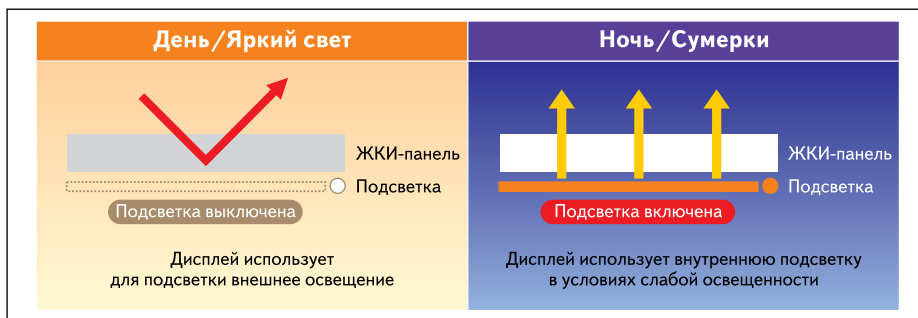 День/Яркий свет
ЖКИ-панель
Подсветка
Подсветка выключена
Дисплей использует
для подсветки внешнее освещение
Ночь/Сумерки
ЖКИ-панель
Подсветка
Подсветка включена
Дисплей использует внутреннюю подсветку
в условиях слабой освещенности